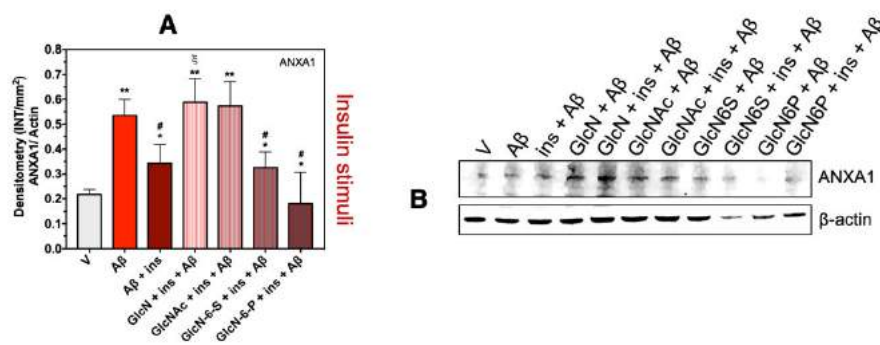 A
Densitometry (INT/mm²)
ANXA1/ Actin
0.8
0.7
0.6
0.5
0.4
0.3
0.2
0.1
0.0
ANXA1
**
#
*
**
**
#
*
#
*
V
Aβ
Aβ + ins
GlcN + ins + Aβ
GlcNAc + ins + Aβ
GlcN-6-S + ins + Aβ
GlcN-6-P + ins + Aβ
Insulin stimuli
B
V
Aβ
ins + Aβ
GlcN + Aβ
GlcN + ins + Aβ
GlcNAc + Aβ
GlcNAc + ins + Aβ
GlcN6S + Aβ
GlcN6S + ins + Aβ
GlcN6P + Aβ
GlcN6P + ins + Aβ
ANXA1
β-actin